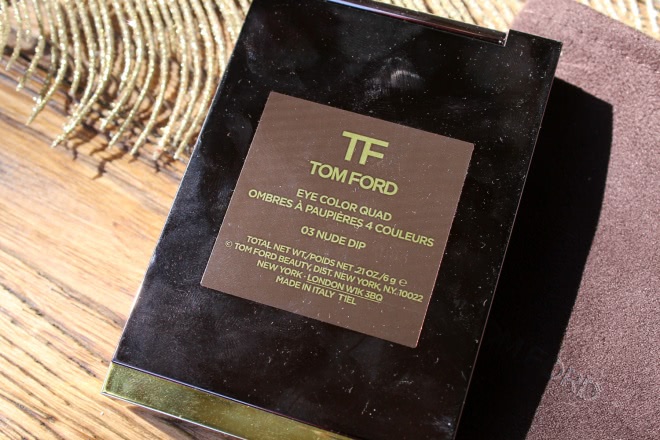 TF
TOM FORD
EYE COLOR QUAD
OMBRES À PAUPIÈRES 4 COULEURS
03 NUDE DIP
TOTAL NET WT./POIDS NET .21 OZ./6 g ℮
© TOM FORD BEAUTY, DIST. NEW YORK, N.Y. 10022
NEW YORK - LONDON W1K 3BQ
MADE IN ITALY TIEL